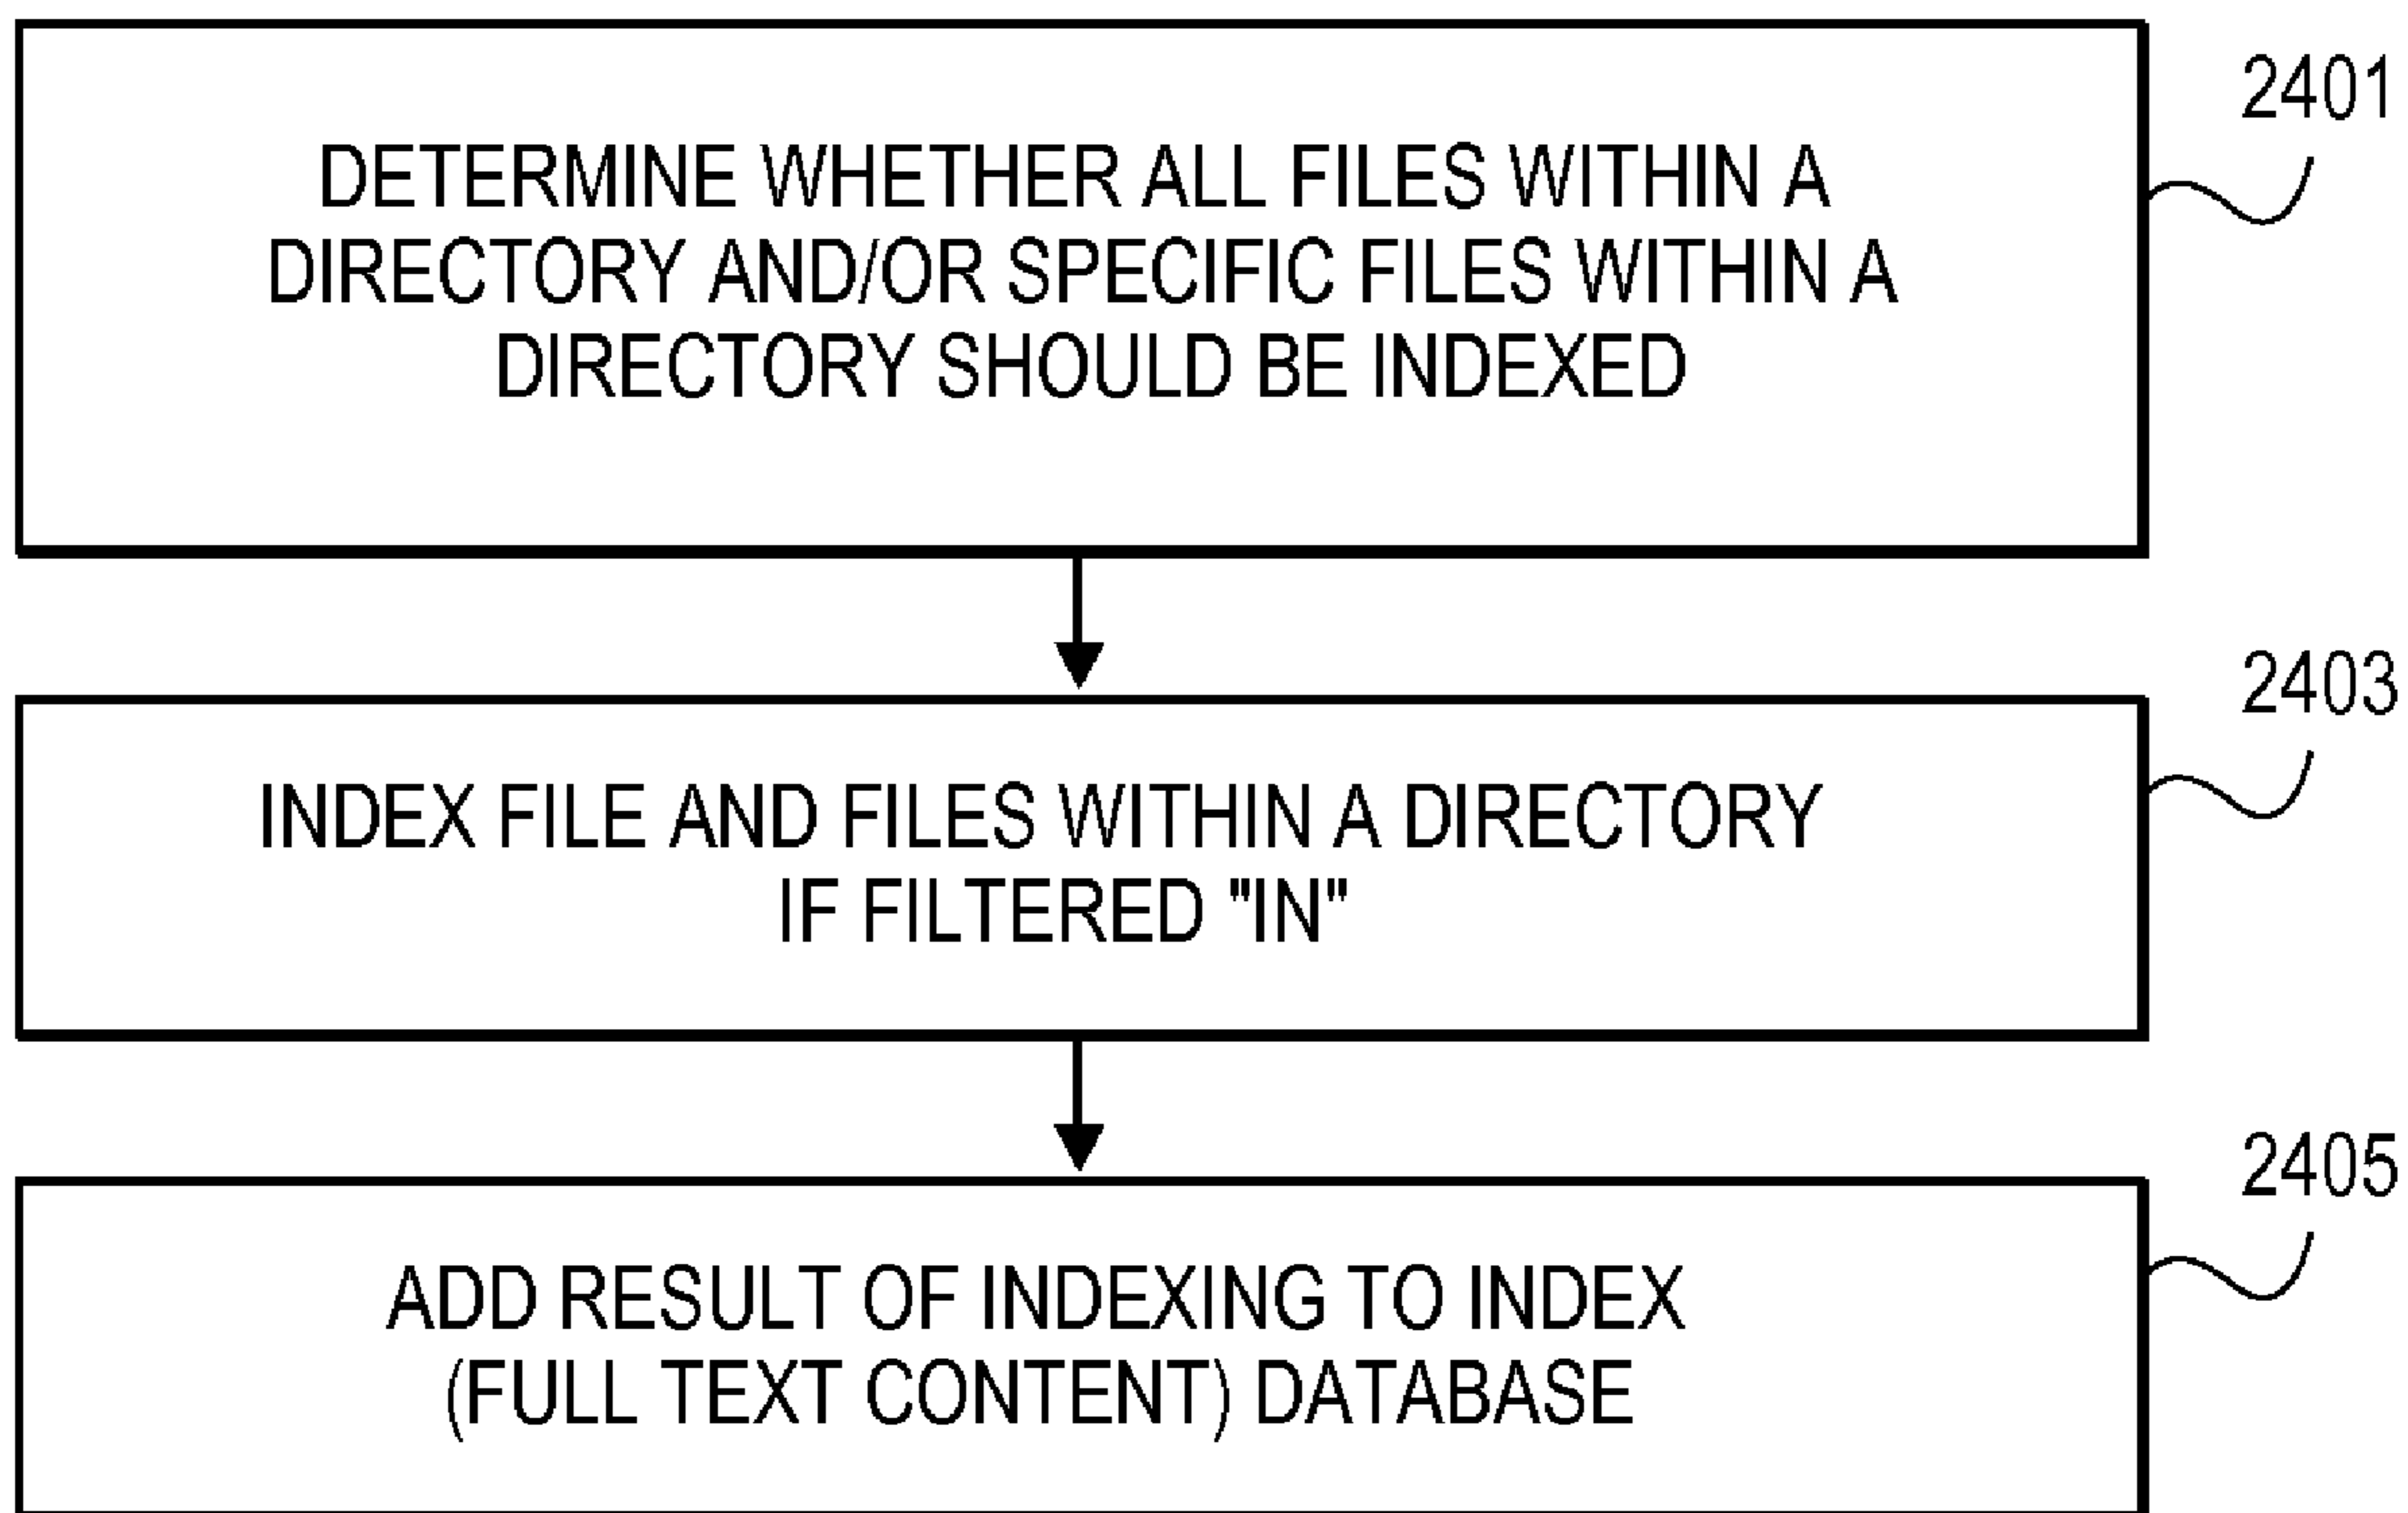 2401
DETERMINE WHETHER ALL FILES WITHIN A
DIRECTORY AND/OR SPECIFIC FILES WITHIN A
DIRECTORY SHOULD BE INDEXED
2403
INDEX FILE AND FILES WITHIN A DIRECTORY
IF FILTERED "IN"
2405
ADD RESULT OF INDEXING TO INDEX
(FULL TEXT CONTENT) DATABASE